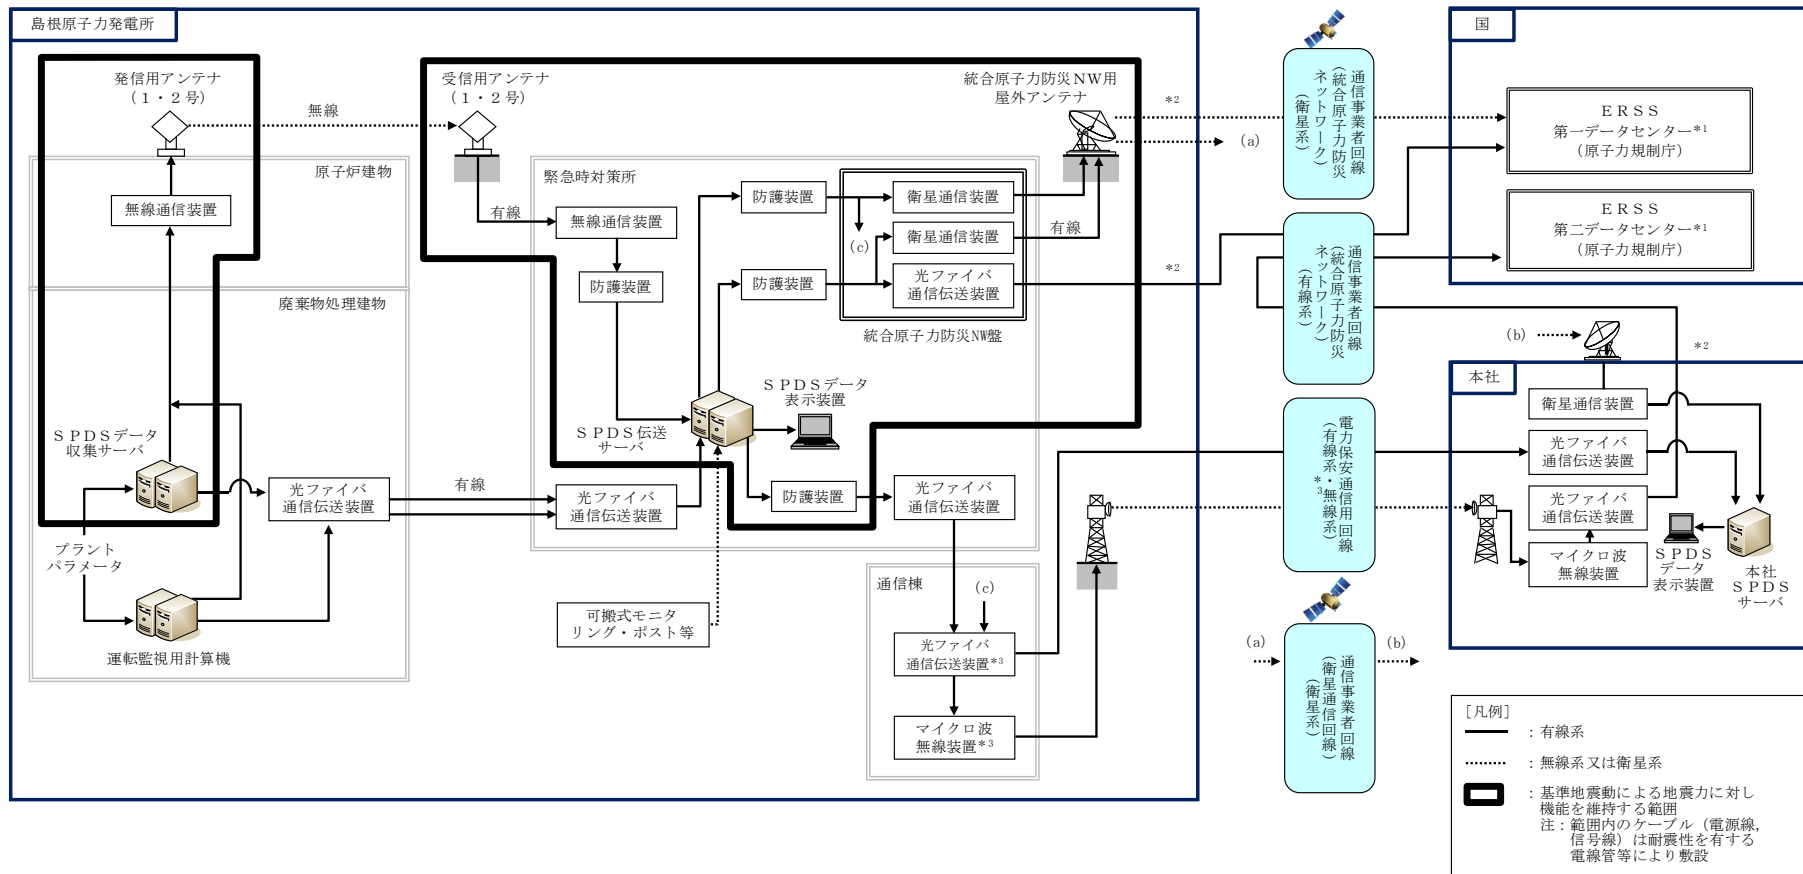 島根原子力発電所
発信用アンテナ
（１・２号）
無線
受信用アンテナ
（１・２号）
統合原子力防災ＮＷ用
屋外アンテナ
*2
(a)
原子炉建物
無線通信装置
廃棄物処理建物
ＳＰＤＳデータ
収集サーバ
光ファイバ
通信伝送装置
有線
プラント
パラメータ
運転監視用計算機
緊急時対策所
有線
無線通信装置
防護装置
防護装置
防護装置
(c)
衛星通信装置
衛星通信装置
有線
光ファイバ
通信伝送装置
統合原子力防災NW盤
*2
ＳＰＤＳ伝送
サーバ
ＳＰＤＳデータ
表示装置
光ファイバ
通信伝送装置
防護装置
光ファイバ
通信伝送装置
可搬式モニタ
リング・ポスト等
通信棟
(c)
光ファイバ
通信伝送装置*3
マイクロ波
無線装置*3
通信事業者回線
（統合原子力防災
ネットワーク）
（衛星系）
通信事業者回線
（統合原子力防災
ネットワーク）
（有線系）
電力保安通信用回線
（有線系・無線系）
*3
(a)
(b)
通信事業者回線
（衛星通信回線）
（衛星系）
国
ＥＲＳＳ
第一データセンター*1
（原子力規制庁）
ＥＲＳＳ
第二データセンター*1
（原子力規制庁）
(b)
*2
本社
衛星通信装置
光ファイバ
通信伝送装置
光ファイバ
通信伝送装置
マイクロ波
無線装置
ＳＰＤＳ
データ
表示装置
本社
ＳＰＤＳ
サーバ
［凡例］
：有線系
：無線系又は衛星系
：基準地震動による地震力に対し
機能を維持する範囲
注：範囲内のケーブル（電源線,
信号線）は耐震性を有する
電線管等により敷設